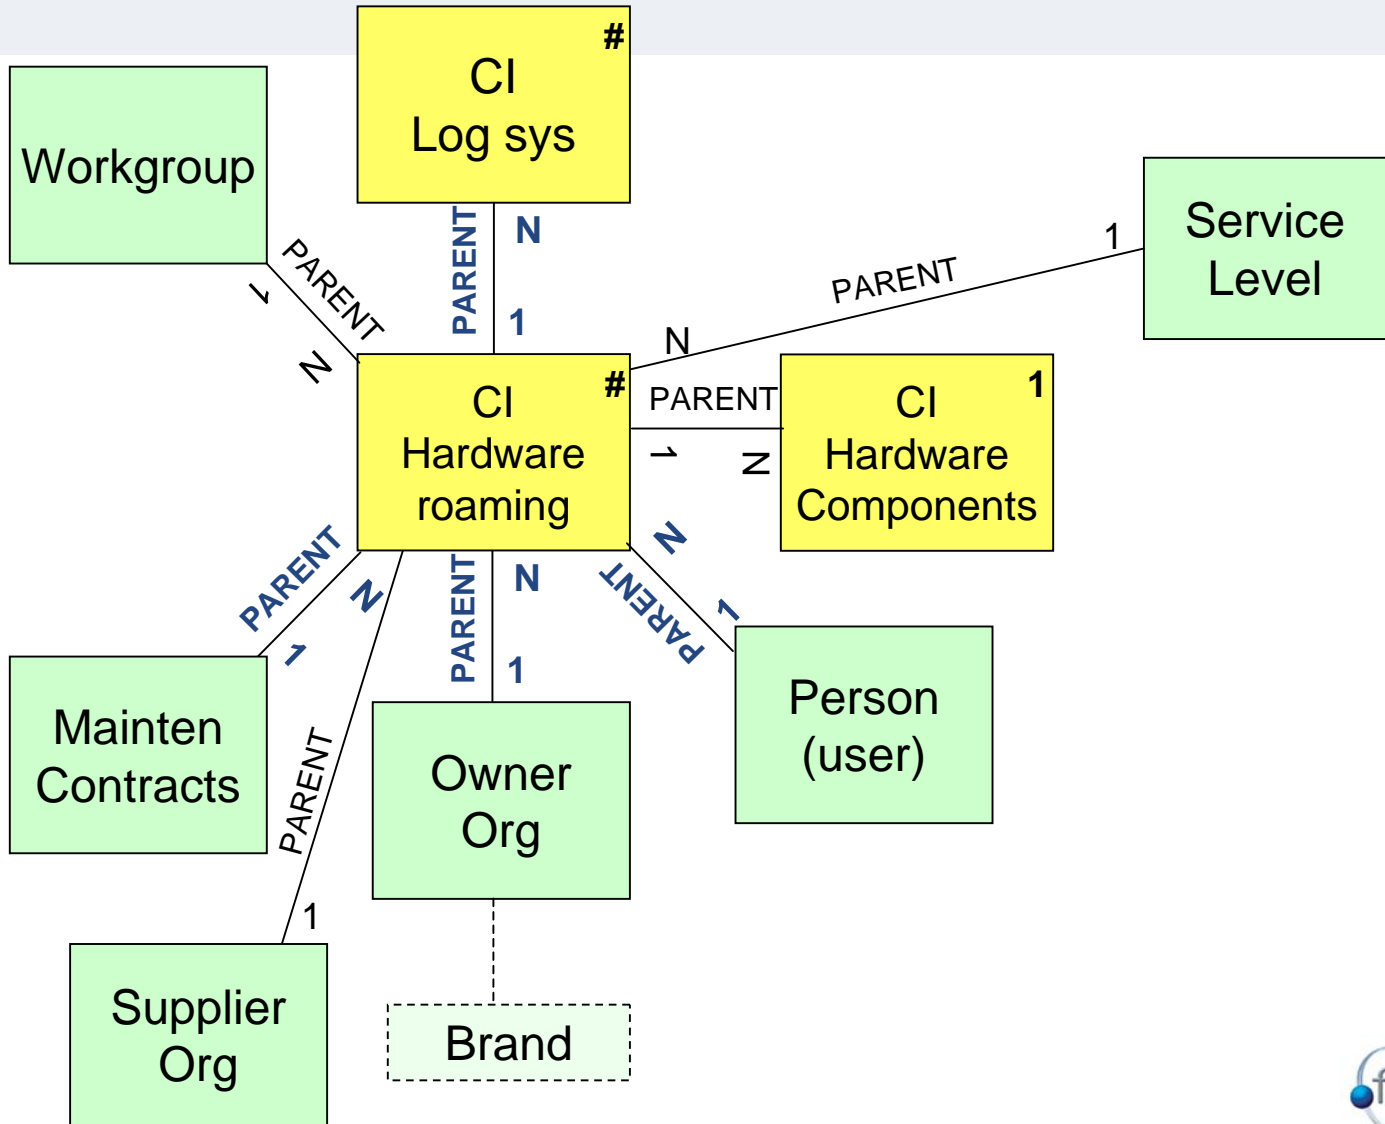 #
CI
Log sys
Workgroup
Service
Level
PARENT
N
1
PARENT
1
N
1
PARENT
N
#
CI
Hardware
roaming
PARENT
1
N
1
CI
Hardware
Components
PARENT
N
1
PARENT
N
1
PARENT
N
1
Mainten
Contracts
PARENT
1
Owner
Org
Person
(user)
Supplier
Org
Brand
f